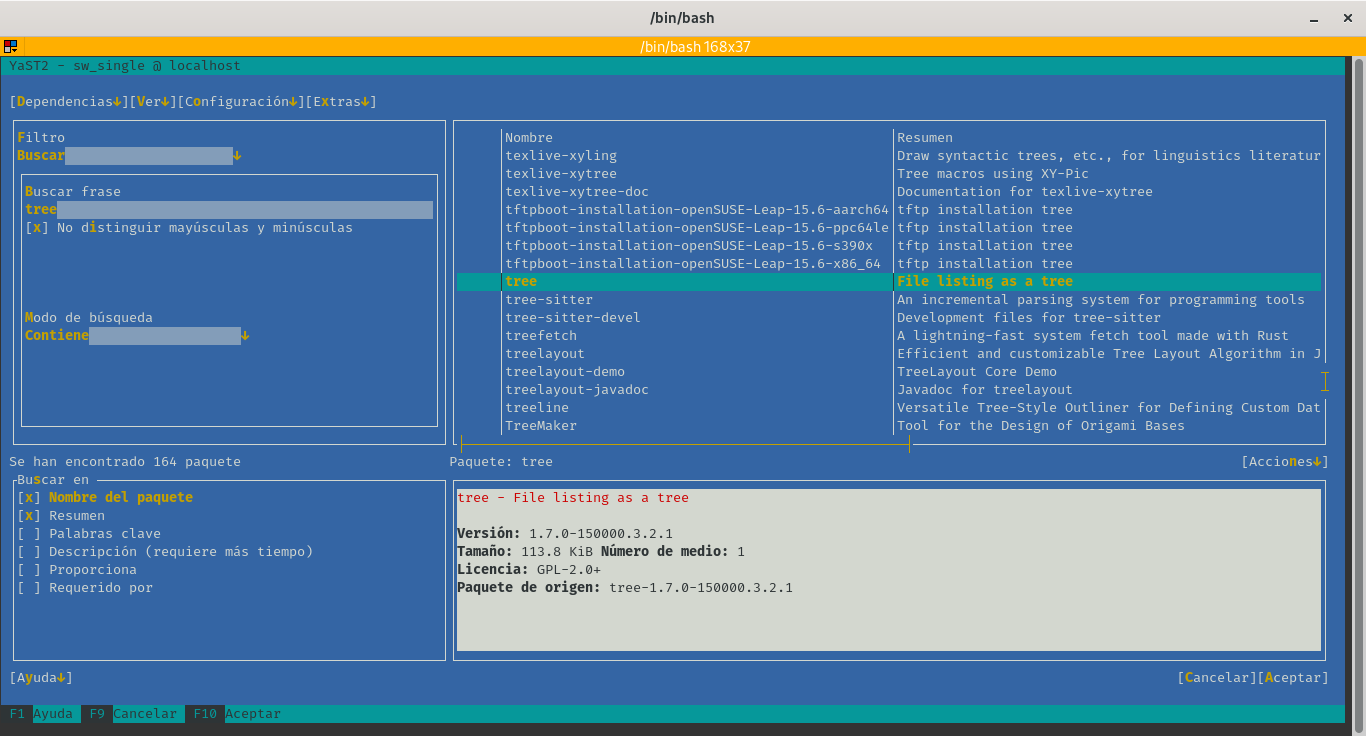 /bin/bash
/bin/bash 168x37
YaST2 - sw_single @ localhost
[Dependencias↓][Ver↓][Configuración↓][Extras↓]
Filtro
Buscar ↓
Buscar frase
tree
[x] No distinguir mayúsculas y minúsculas
Modo de búsqueda
Contiene ↓
Nombre Resumen
texlive-xyling Draw syntactic trees, etc., for linguistics literatur
texlive-xytree Tree macros using XY-Pic
texlive-xytree-doc Documentation for texlive-xytree
tftpboot-installation-openSUSE-Leap-15.6-aarch64 tftp installation tree
tftpboot-installation-openSUSE-Leap-15.6-ppc64le tftp installation tree
tftpboot-installation-openSUSE-Leap-15.6-s390x tftp installation tree
tftpboot-installation-openSUSE-Leap-15.6-x86_64 tftp installation tree
tree File listing as a tree
tree-sitter An incremental parsing system for programming tools
tree-sitter-devel Development files for tree-sitter
treefetch A lightning-fast system fetch tool made with Rust
treelayout Efficient and customizable Tree Layout Algorithm in J
treelayout-demo TreeLayout Core Demo
treelayout-javadoc Javadoc for treelayout
treeline Versatile Tree-Style Outliner for Defining Custom Dat
TreeMaker Tool for the Design of Origami Bases
Se han encontrado 164 paquete
Paquete: tree [Acciones↓]
Buscar en
[x] Nombre del paquete
[x] Resumen
[ ] Palabras clave
[ ] Descripción (requiere más tiempo)
[ ] Proporciona
[ ] Requerido por
tree - File listing as a tree
Versión: 1.7.0-150000.3.2.1
Tamaño: 113.8 KiB Número de medio: 1
Licencia: GPL-2.0+
Paquete de origen: tree-1.7.0-150000.3.2.1
[Ayuda↓] [Cancelar][Aceptar]
F1 Ayuda F9 Cancelar F10 Aceptar